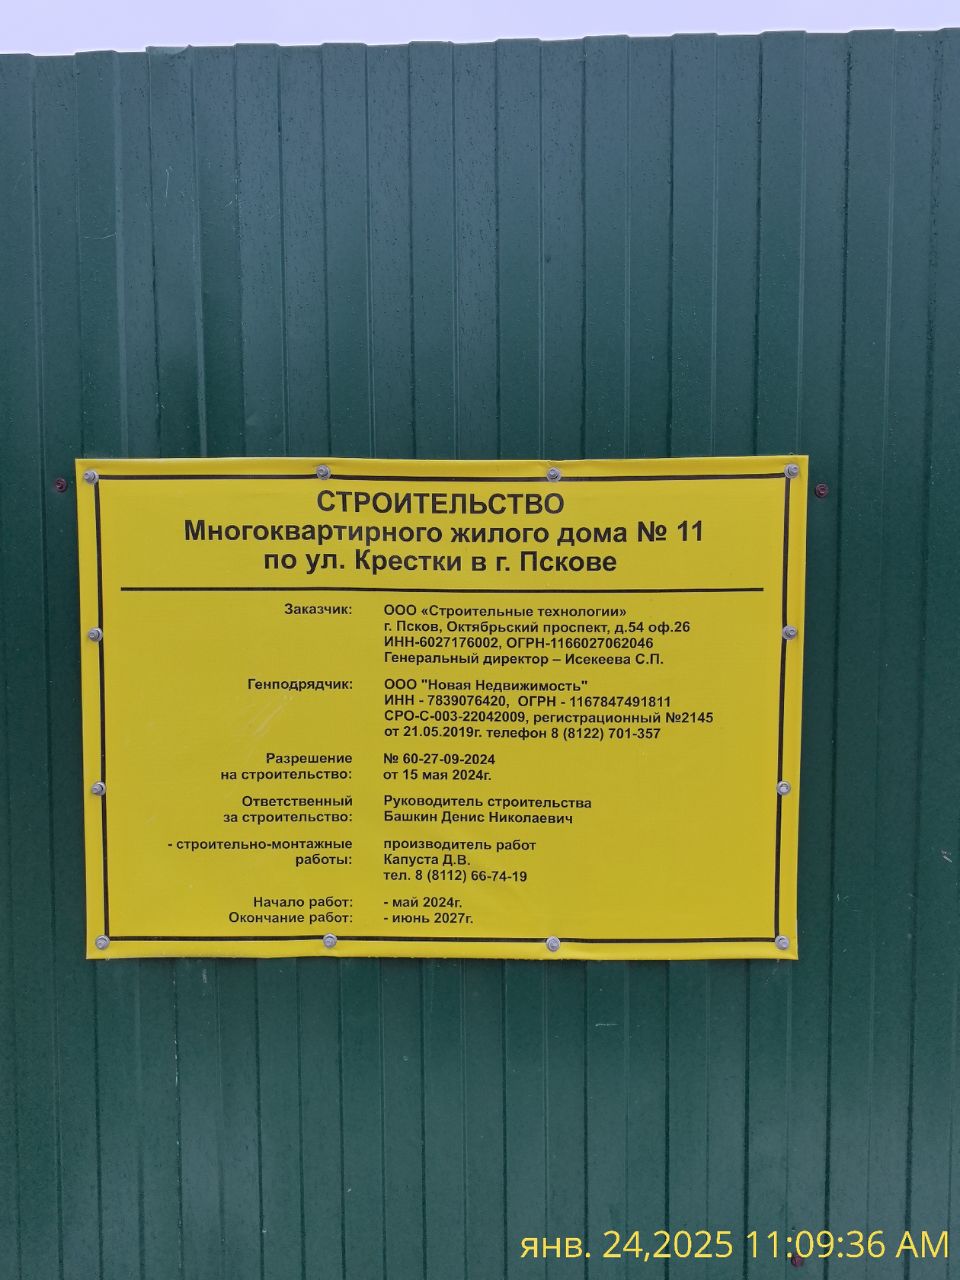 СТРОИТЕЛЬСТВО
Многоквартирного жилого дома № 11
по ул. Крестки в г. Пскове
Заказчик: ООО «Строительные технологии»
г. Псков, Октябрьский проспект, д.54 оф.26
ИНН-6027176002, ОГРН-1166027062046
Генеральный директор – Исекеева С.П.
Генподрядчик: ООО "Новая Недвижимость"
ИНН - 7839076420, ОГРН - 1167847491811
СРО-С-003-22042009, регистрационный №2145
от 21.05.2019г. телефон 8 (8122) 701-357
Разрешение № 60-27-09-2024
на строительство: от 15 мая 2024г.
Ответственный Руководитель строительства
за строительство: Башкин Денис Николаевич
- строительно-монтажные производитель работ
работы: Капуста Д.В.
тел. 8 (8112) 66-74-19
Начало работ: - май 2024г.
Окончание работ: - июнь 2027г.
янв. 24,2025 11:09:36 AM